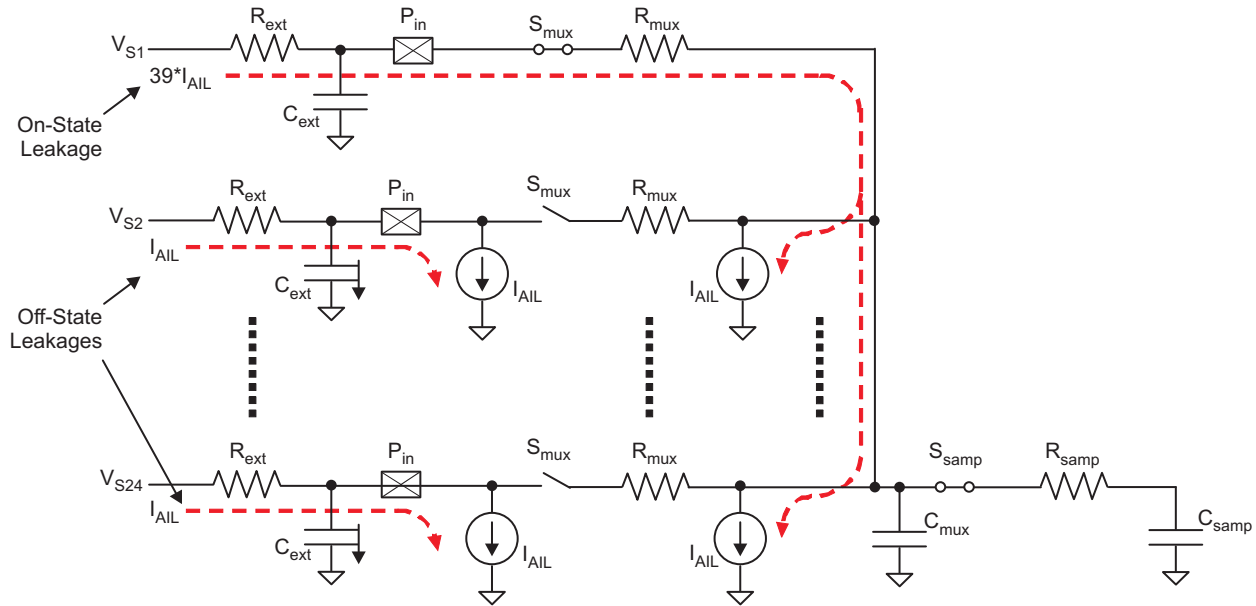 R_ext P_in S_mux R_mux
V_S1
39*I_AIL
C_ext
On-State
Leakage
R_ext P_in S_mux R_mux
V_S2
I_AIL
C_ext I_AIL I_AIL
Off-State
Leakages
R_ext P_in S_mux R_mux S_samp R_samp
V_S24
I_AIL
C_ext I_AIL I_AIL C_mux C_samp